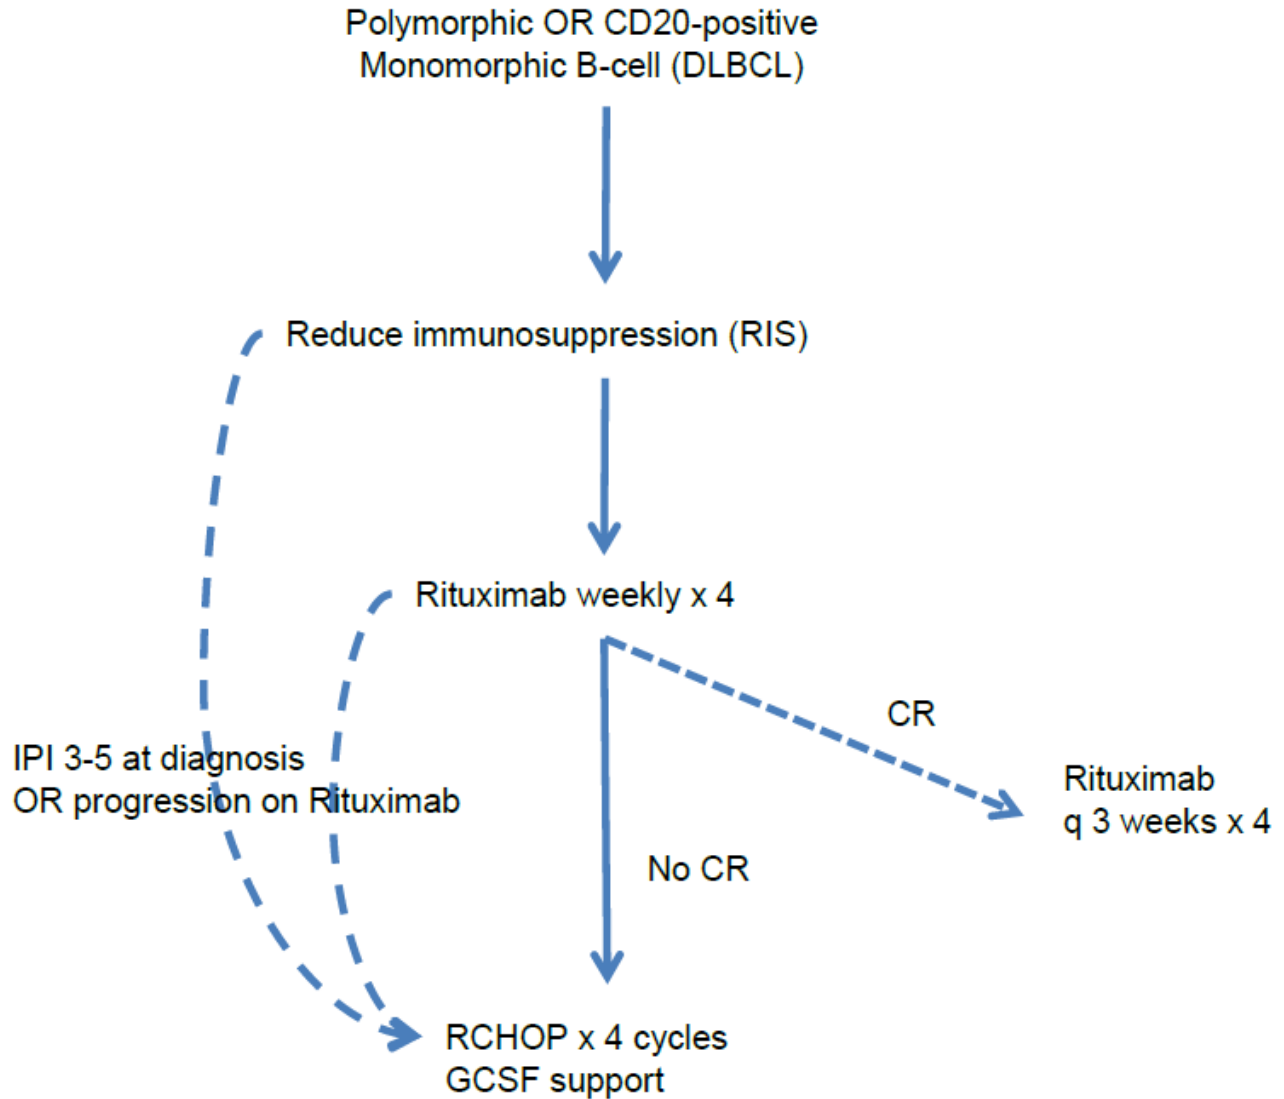 Polymorphic OR CD20-positive
Monomorphic B-cell (DLBCL)
Reduce immunosuppression (RIS)
Rituximab weekly x 4
CR
IPI 3-5 at diagnosis
OR progression on Rituximab
Rituximab
q 3 weeks x 4
No CR
RCHOP x 4 cycles
GCSF support